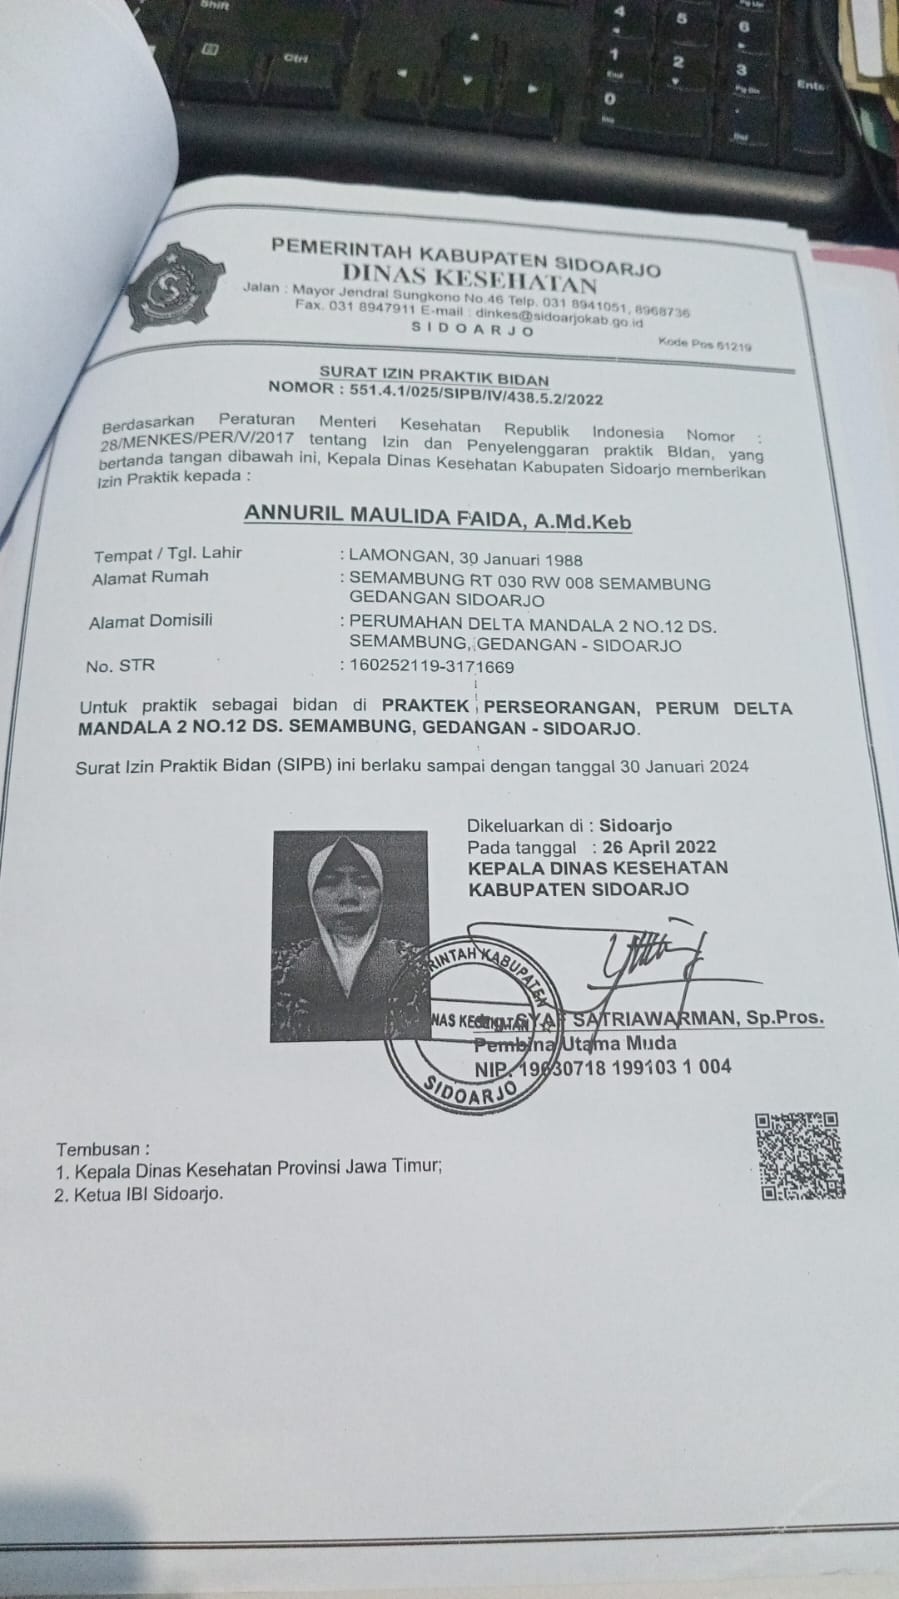 Shift
Ctrl
4
5
6
1
2
3
End
Pg Dn
Enter
0
Ins
Del
PEMERINTAH KABUPATEN SIDOARJO
DINAS KESEHATAN
Jalan : Mayor Jendral Sungkono No.46 Telp. 031 8941051, 8968736
Fax. 031 8947911 E-mail : dinkes@sidoarjokab.go.id
S I D O A R J O
Kode Pos 61219
SURAT IZIN PRAKTIK BIDAN
NOMOR : 551.4.1/025/SIPB/IV/438.5.2/2022
Berdasarkan Peraturan Menteri Kesehatan Republik Indonesia Nomor :
28/MENKES/PER/V/2017 tentang Izin dan Penyelenggaran praktik BIdan, yang
bertanda tangan dibawah ini, Kepala Dinas Kesehatan Kabupaten Sidoarjo memberikan
Izin Praktik kepada :
ANNURIL MAULIDA FAIDA, A.Md.Keb
Tempat / Tgl. Lahir : LAMONGAN, 30 Januari 1988
Alamat Rumah : SEMAMBUNG RT 030 RW 008 SEMAMBUNG
GEDANGAN SIDOARJO
Alamat Domisili : PERUMAHAN DELTA MANDALA 2 NO.12 DS.
SEMAMBUNG, GEDANGAN - SIDOARJO
No. STR : 160252119-3171669
Untuk praktik sebagai bidan di PRAKTEK PERSEORANGAN, PERUM DELTA
MANDALA 2 NO.12 DS. SEMAMBUNG, GEDANGAN - SIDOARJO.
Surat Izin Praktik Bidan (SIPB) ini berlaku sampai dengan tanggal 30 Januari 2024
Dikeluarkan di : Sidoarjo
Pada tanggal : 26 April 2022
KEPALA DINAS KESEHATAN
KABUPATEN SIDOARJO
RINTAH KABUPATEN
NAS KESEHATAN
SIDOARJO
SATRIAWARMAN, Sp.Pros.
Pembina Utama Muda
NIP. 19630718 199103 1 004
Tembusan :
1. Kepala Dinas Kesehatan Provinsi Jawa Timur;
2. Ketua IBI Sidoarjo.